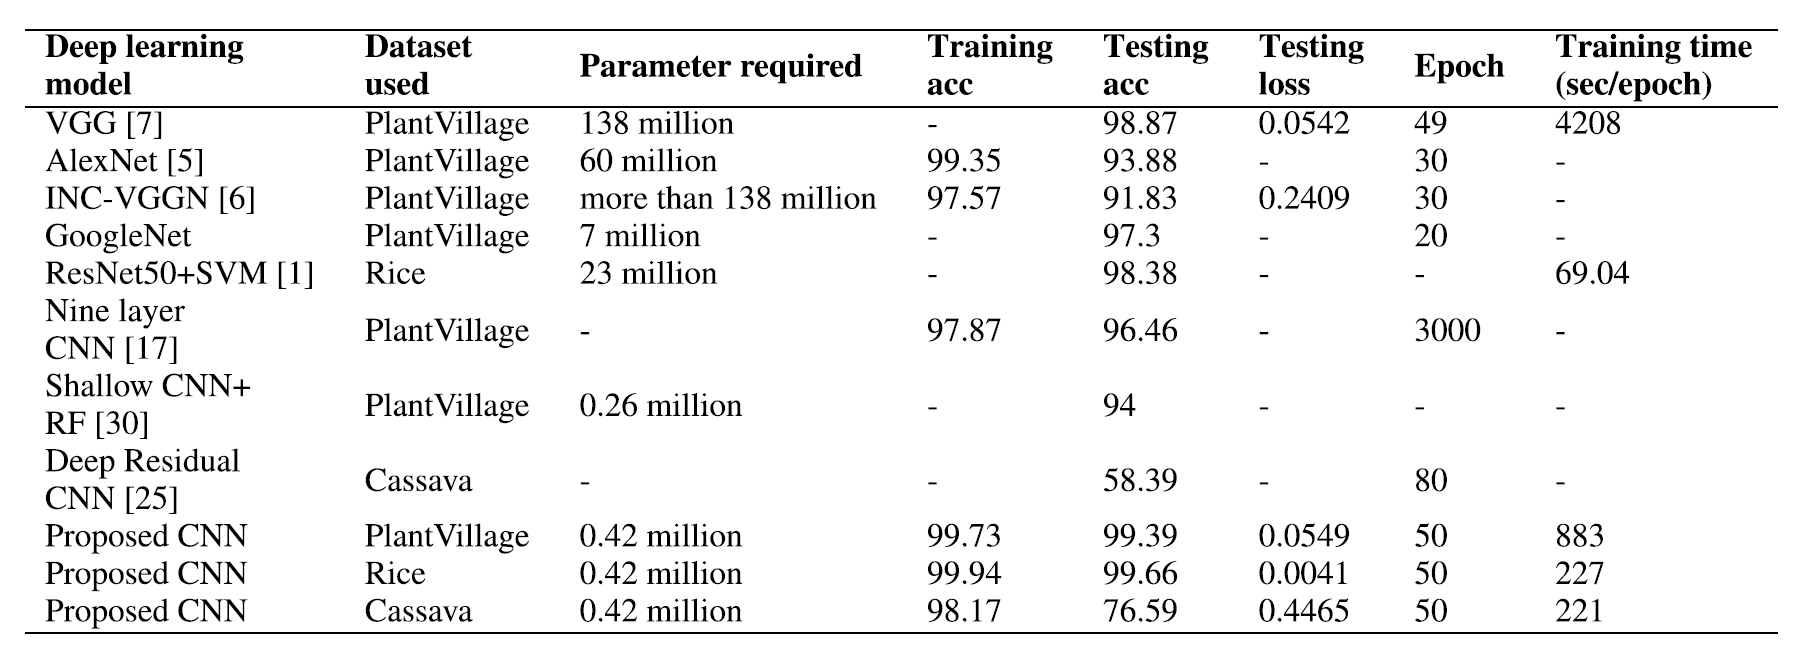 Deep learning model | Dataset used | Parameter required | Training acc | Testing acc | Testing loss | Epoch | Training time (sec/epoch)
VGG [7] | PlantVillage | 138 million | - | 98.87 | 0.0542 | 49 | 4208
AlexNet [5] | PlantVillage | 60 million | 99.35 | 93.88 | - | 30 | -
INC-VGGN [6] | PlantVillage | more than 138 million | 97.57 | 91.83 | 0.2409 | 30 | -
GoogleNet | PlantVillage | 7 million | - | 97.3 | - | 20 | -
ResNet50+SVM [1] | Rice | 23 million | - | 98.38 | - | - | 69.04
Nine layer CNN [17] | PlantVillage | - | 97.87 | 96.46 | - | 3000 | -
Shallow CNN+ RF [30] | PlantVillage | 0.26 million | - | 94 | - | - | -
Deep Residual CNN [25] | Cassava | - | - | 58.39 | - | 80 | -
Proposed CNN | PlantVillage | 0.42 million | 99.73 | 99.39 | 0.0549 | 50 | 883
Proposed CNN | Rice | 0.42 million | 99.94 | 99.66 | 0.0041 | 50 | 227
Proposed CNN | Cassava | 0.42 million | 98.17 | 76.59 | 0.4465 | 50 | 221